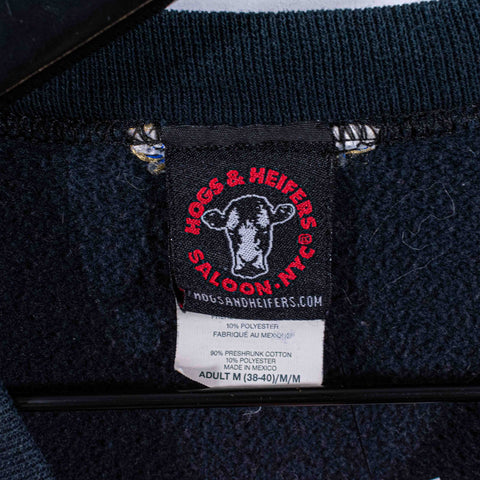 HOGS & HEIFERS
SALOON · NYC®
HOGSANDHEIFERS.COM
10% POLYESTER
FABRIQUÉ AU MEXIQUE
90% PRESHRUNK COTTON
10% POLYESTER
MADE IN MEXICO
ADULT M (38-40)/M/M